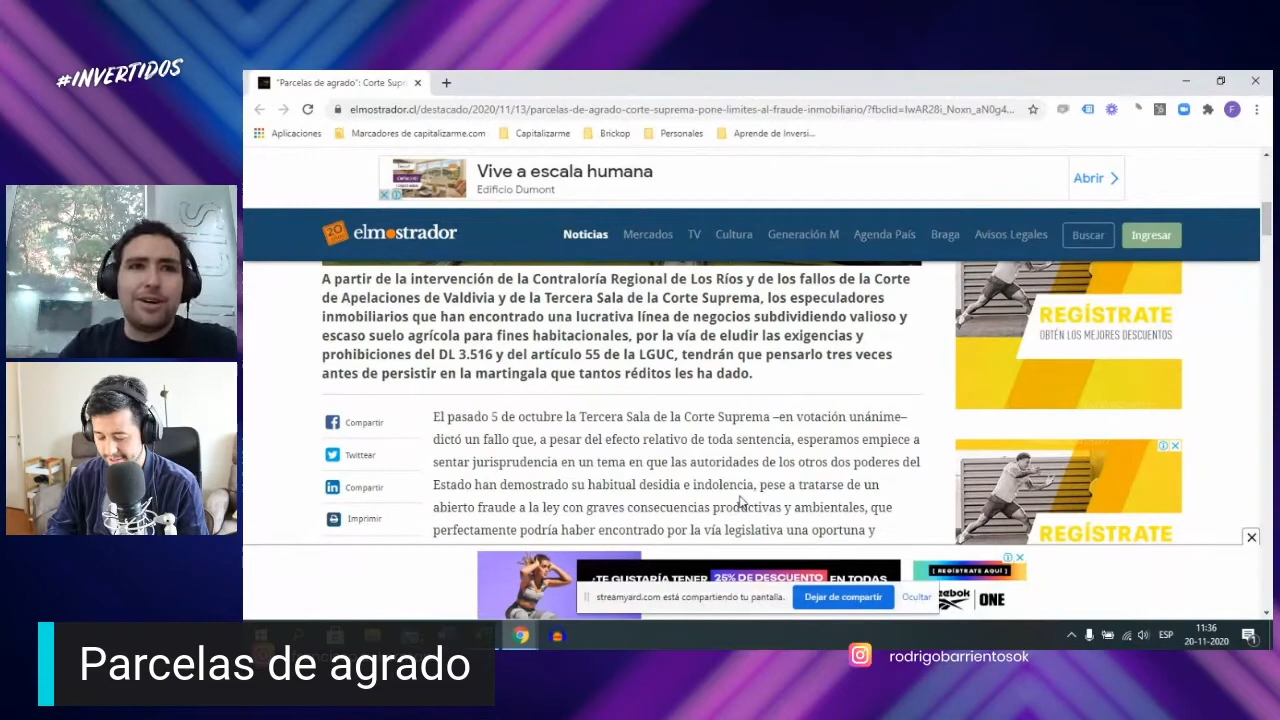 #INVERTIDOS
"Parcelas de agrado": Corte Supr
elmostrador.cl/destacado/2020/11/13/parcelas-de-agrado-corte-suprema-pone-limites-al-fraude-inmobiliario/?fbclid=IwAR28i_Noxn_aN0g4...
Aplicaciones
Marcadores de capitalizarme.com
Capitalizarme
Brickop
Personales
Aprende de Inversi...
Vive a escala humana
Edificio Dumont
Abrir
20
elmostrador
Noticias
Mercados
TV
Cultura
Generación M
Agenda País
Braga
Avisos Legales
Buscar
Ingresar
A partir de la intervención de la Contraloría Regional de Los Ríos y de los fallos de la Corte
de Apelaciones de Valdivia y de la Tercera Sala de la Corte Suprema, los especuladores
inmobiliarios que han encontrado una lucrativa línea de negocios subdividiendo valioso y
escaso suelo agrícola para fines habitacionales, por la vía de eludir las exigencias y
prohibiciones del DL 3.516 y del artículo 55 de la LGUC, tendrán que pensarlo tres veces
antes de persistir en la martingala que tantos réditos les ha dado.
REGÍSTRATE
OBTÉN LOS MEJORES DESCUENTOS
Compartir
Twittear
Compartir
Imprimir
El pasado 5 de octubre la Tercera Sala de la Corte Suprema –en votación unánime–
dictó un fallo que, a pesar del efecto relativo de toda sentencia, esperamos empiece a
sentar jurisprudencia en un tema en que las autoridades de los otros dos poderes del
Estado han demostrado su habitual desidia e indolencia, pese a tratarse de un
abierto fraude a la ley con graves consecuencias productivas y ambientales, que
perfectamente podría haber encontrado por la vía legislativa una oportuna y
REGÍSTRATE
¿TE GUSTARÍA TENER 25% DE DESCUENTO EN TODAS
[ REGÍSTRATE AQUÍ ]
ONE
streamyard.com está compartiendo tu pantalla.
Dejar de compartir
Ocultar
ESP
11:36
20-11-2020
Parcelas de agrado
rodrigobarrientosok